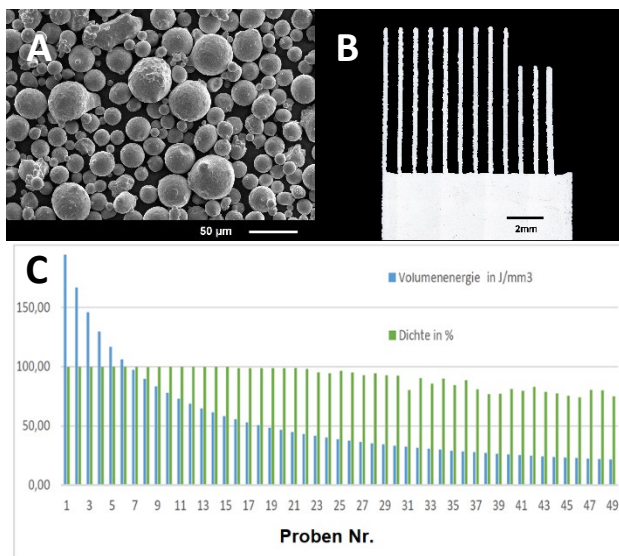 A
50 µm
B
2mm
C
Volumenenergie in J/mm3
Dichte in %
150,00
100,00
50,00
0,00
1 3 5 7 9 11 13 15 17 19 21 23 25 27 29 31 33 35 37 39 41 43 45 47 49
Proben Nr.